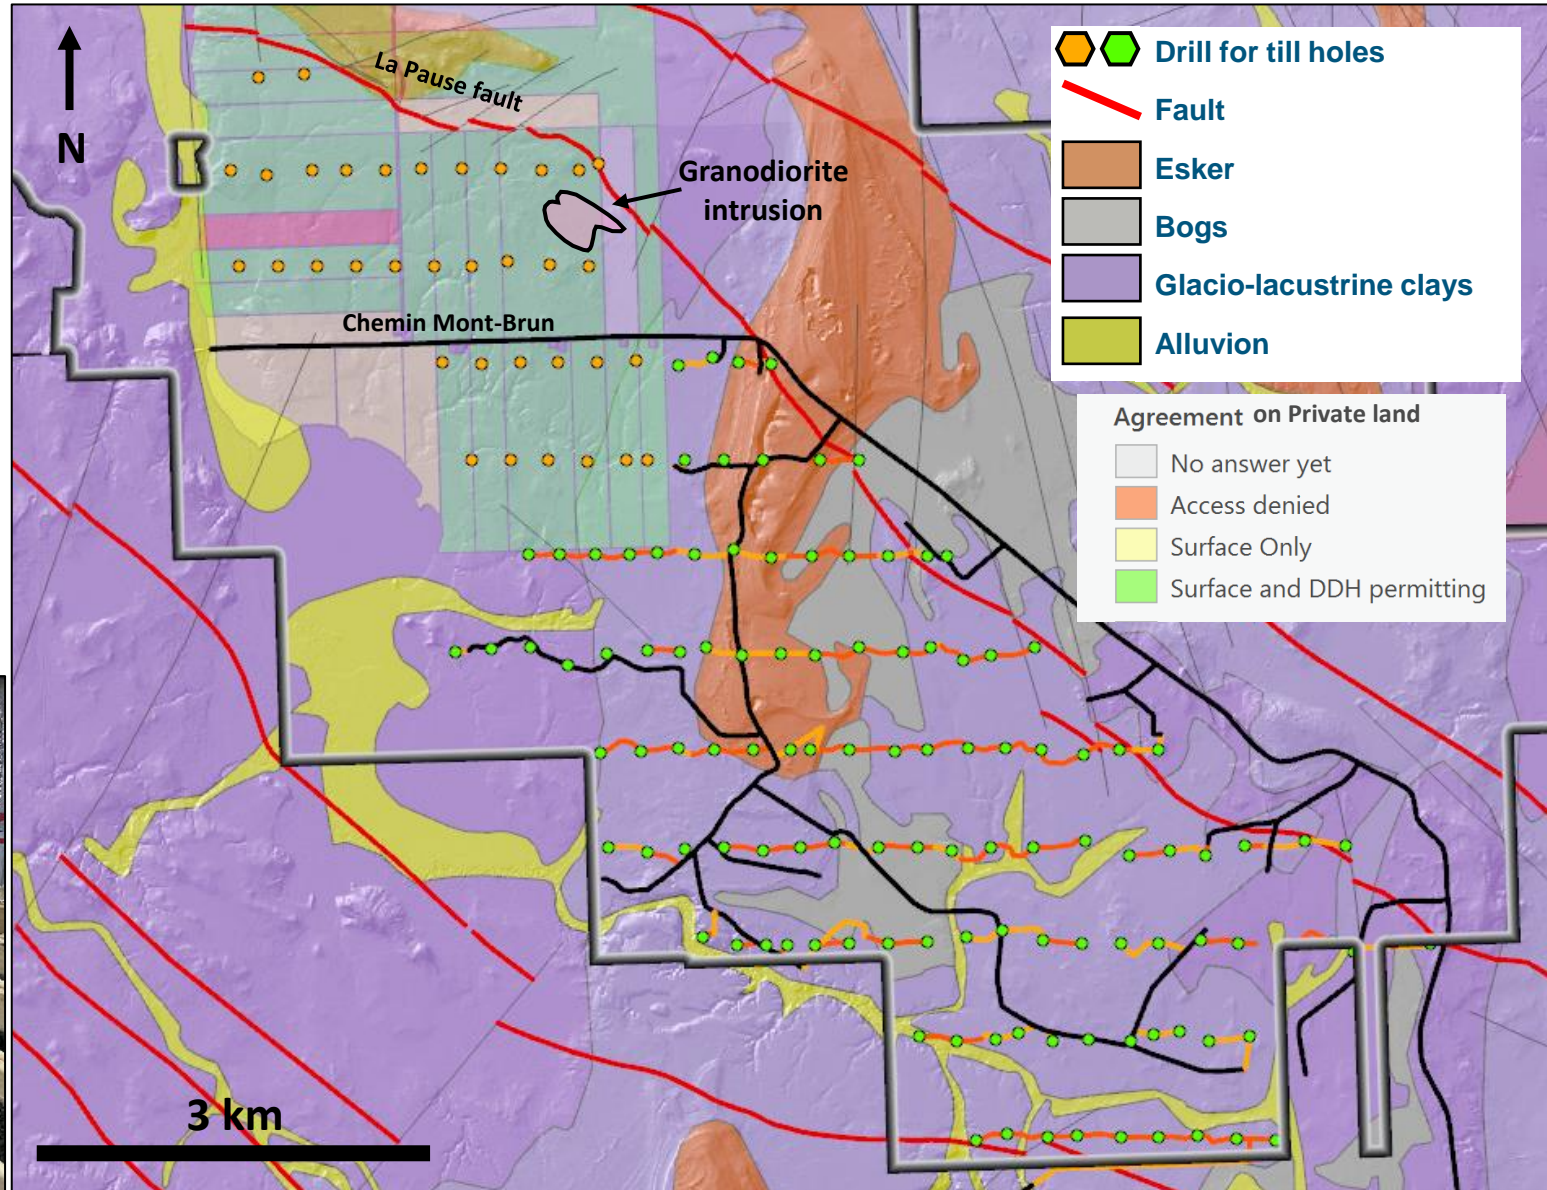 N
La Pause fault
Granodiorite
intrusion
Chemin Mont-Brun
3 km
Drill for till holes
Fault
Esker
Bogs
Glacio-lacustrine clays
Alluvion
Agreement on Private land
No answer yet
Access denied
Surface Only
Surface and DDH permitting